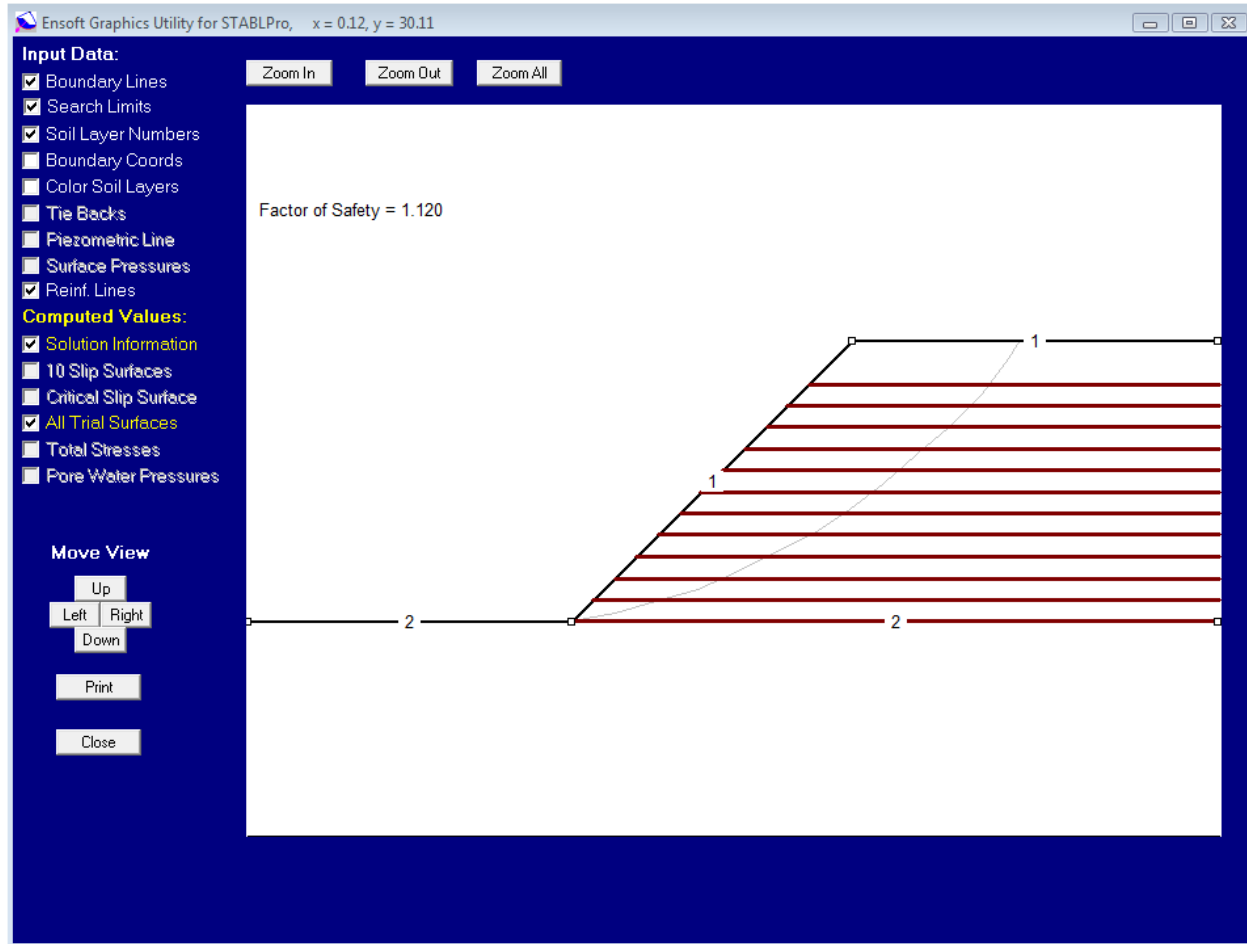 Ensoft Graphics Utility for STABLPro, x = 0.12, y = 30.11
Input Data:
Boundary Lines
Search Limits
Soil Layer Numbers
Boundary Coords
Color Soil Layers
Tie Backs
Piezometric Line
Surface Pressures
Reinf. Lines
Computed Values:
Solution Information
10 Slip Surfaces
Critical Slip Surface
All Trial Surfaces
Total Stresses
Pore Water Pressures
Move View
Up
Left Right
Down
Print
Close
Zoom In Zoom Out Zoom All
Factor of Safety = 1.120
1
1
2 2